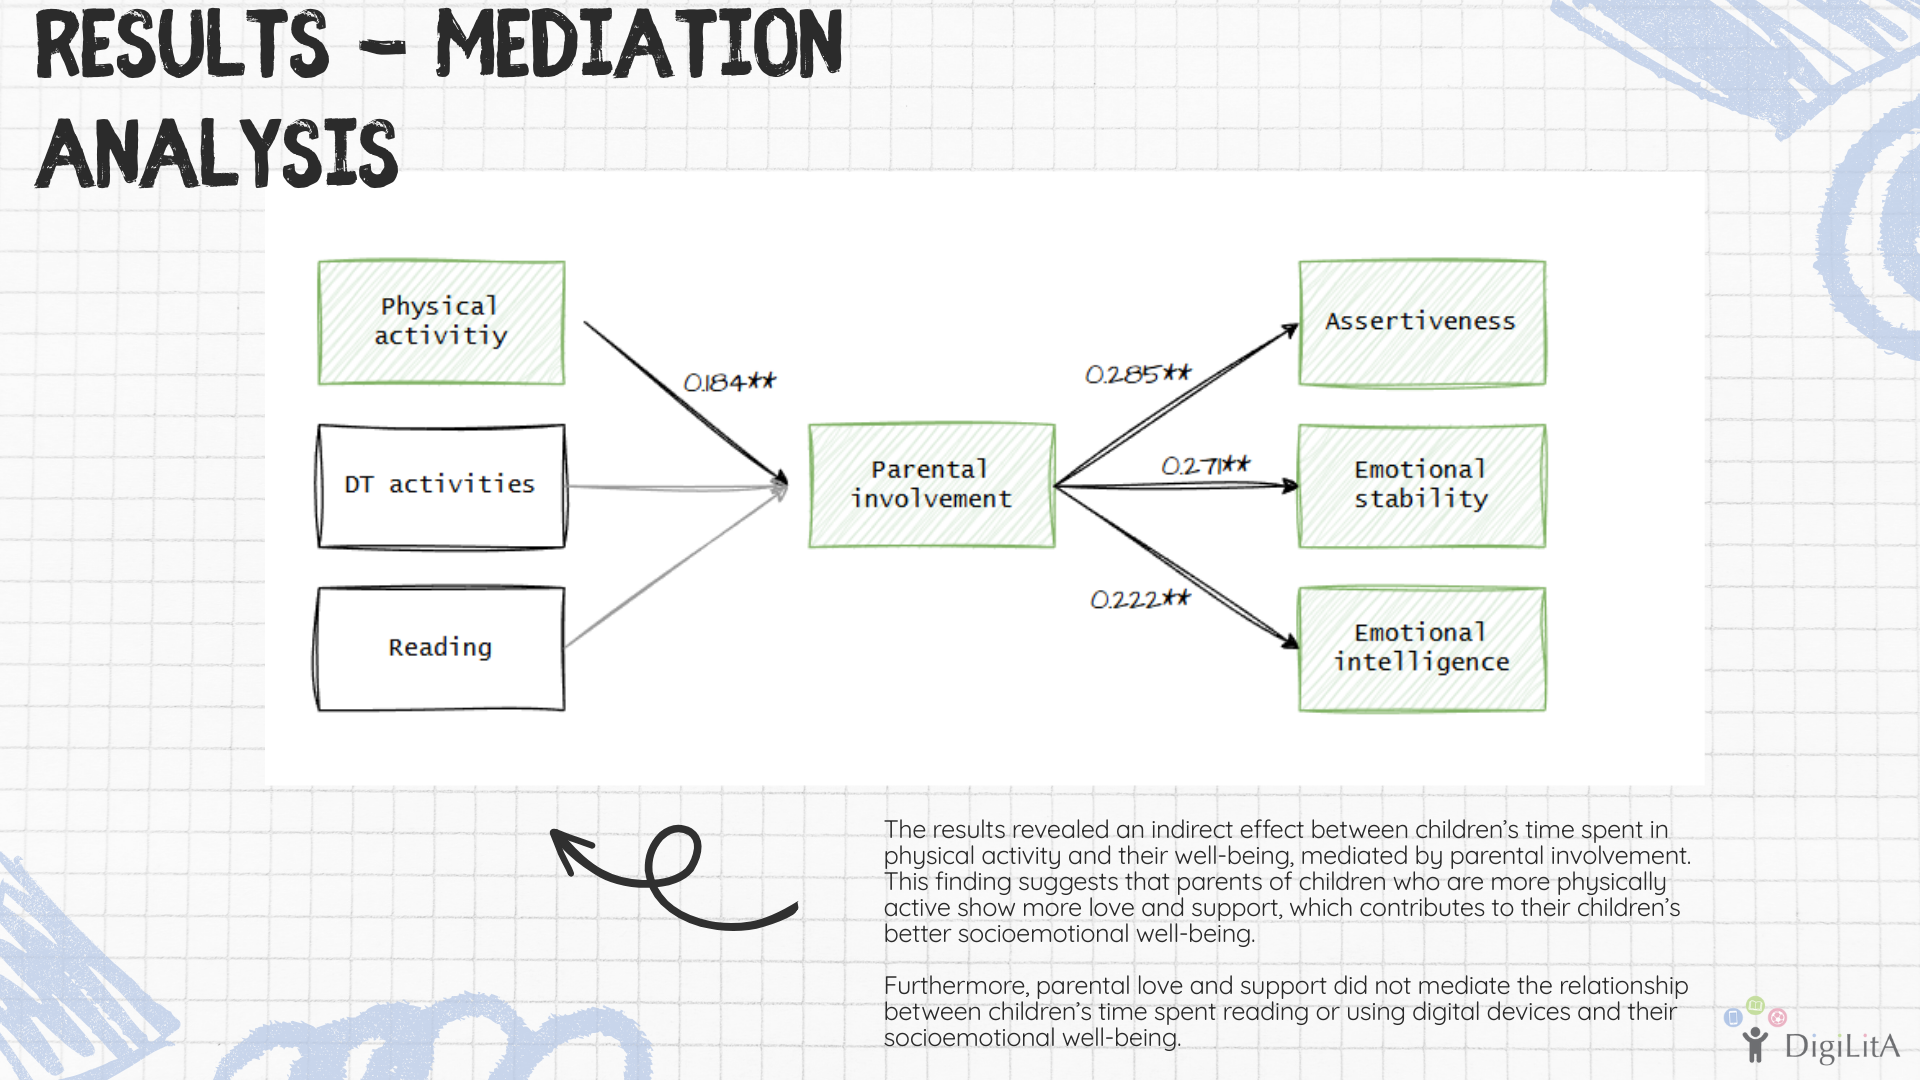 RESULTS – MEDIATION
ANALYSIS
Physical
activitiy
DT activities
Reading
0.184**
Parental
involvement
0.285**
0.271**
0.222**
Assertiveness
Emotional
stability
Emotional
intelligence
The results revealed an indirect effect between children’s time spent in
physical activity and their well-being, mediated by parental involvement.
This finding suggests that parents of children who are more physically
active show more love and support, which contributes to their children’s
better socioemotional well-being.
Furthermore, parental love and support did not mediate the relationship
between children’s time spent reading or using digital devices and their
socioemotional well-being.
DigiLitA